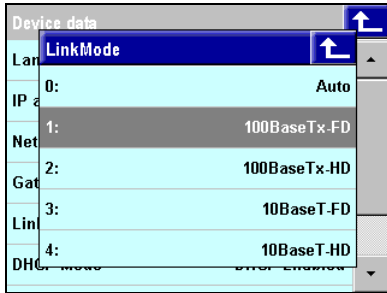 Device data
LinkMode
Lan
0: Auto
IP a
1: 100BaseTx-FD
Net
2: 100BaseTx-HD
Gat
3: 10BaseT-FD
Lin
4: 10BaseT-HD